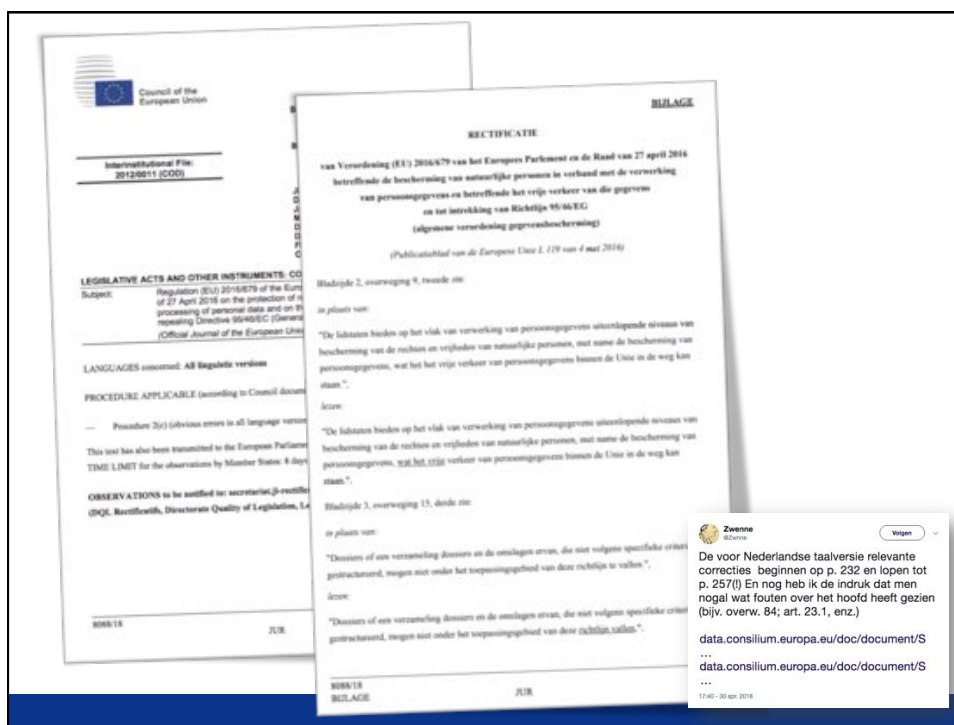 Council of the
European Union
Interinstitutional File:
2012/0011 (COD)
LEGISLATIVE ACTS AND OTHER INSTRUMENTS: CO
Subject:
Regulation (EU) 2016/679 of the Euro
of 27 April 2016 on the protection of n
processing of personal data and on th
repealing Directive 95/46/EC (Genera
(Official Journal of the European Unio
LANGUAGES concerned: All linguistic versions
PROCEDURE APPLICABLE (according to Council docume
— Procedure 2(c) (obvious errors in all language version
This text has also been transmitted to the European Parliame
TIME LIMIT for the observations by Member States: 8 days
OBSERVATIONS to be notified to: secretariat.jl-rectifie
(DQL Rectificatifs, Directorate Quality of Legislation, Le
8088/18
JUR
BIJLAGE
RECTIFICATIE
van Verordening (EU) 2016/679 van het Europees Parlement en de Raad van 27 april 2016
betreffende de bescherming van natuurlijke personen in verband met de verwerking
van persoonsgegevens en betreffende het vrije verkeer van die gegevens
en tot intrekking van Richtlijn 95/46/EG
(algemene verordening gegevensbescherming)
(Publicatieblad van de Europese Unie L 119 van 4 mei 2016)
Bladzijde 2, overweging 9, tweede zin:
in plaats van:
"De lidstaten bieden op het vlak van verwerking van persoonsgegevens uiteenlopende niveaus van
bescherming van de rechten en vrijheden van natuurlijke personen, met name de bescherming van
persoonsgegevens, wat het het vrije verkeer van persoonsgegevens binnen de Unie in de weg kan
staan.",
lezen:
"De lidstaten bieden op het vlak van verwerking van persoonsgegevens uiteenlopende niveaus van
bescherming van de rechten en vrijheden van natuurlijke personen, met name de bescherming van
persoonsgegevens, wat het vrije verkeer van persoonsgegevens binnen de Unie in de weg kan
staan.".
Bladzijde 3, overweging 15, derde zin:
in plaats van:
"Dossiers of een verzameling dossiers en de omslagen ervan, die niet volgens specifieke criteri
gestructureerd, mogen niet onder het toepassingsgebied van deze richtlijn te vallen.",
lezen:
"Dossiers of een verzameling dossiers en de omslagen ervan, die niet volgens specifieke criter
gestructureerd, mogen niet onder het toepassingsgebied van deze richtlijn vallen.".
8088/18
BIJLAGE
JUR
Zwenne
@Zwnne
Volgen
De voor Nederlandse taalversie relevante
correcties beginnen op p. 232 en lopen tot
p. 257(!) En nog heb ik de indruk dat men
nogal wat fouten over het hoofd heeft gezien
(bijv. overw. 84; art. 23.1, enz.)
data.consilium.europa.eu/doc/document/S
...
data.consilium.europa.eu/doc/document/S
...
17:40 - 30 apr. 2018